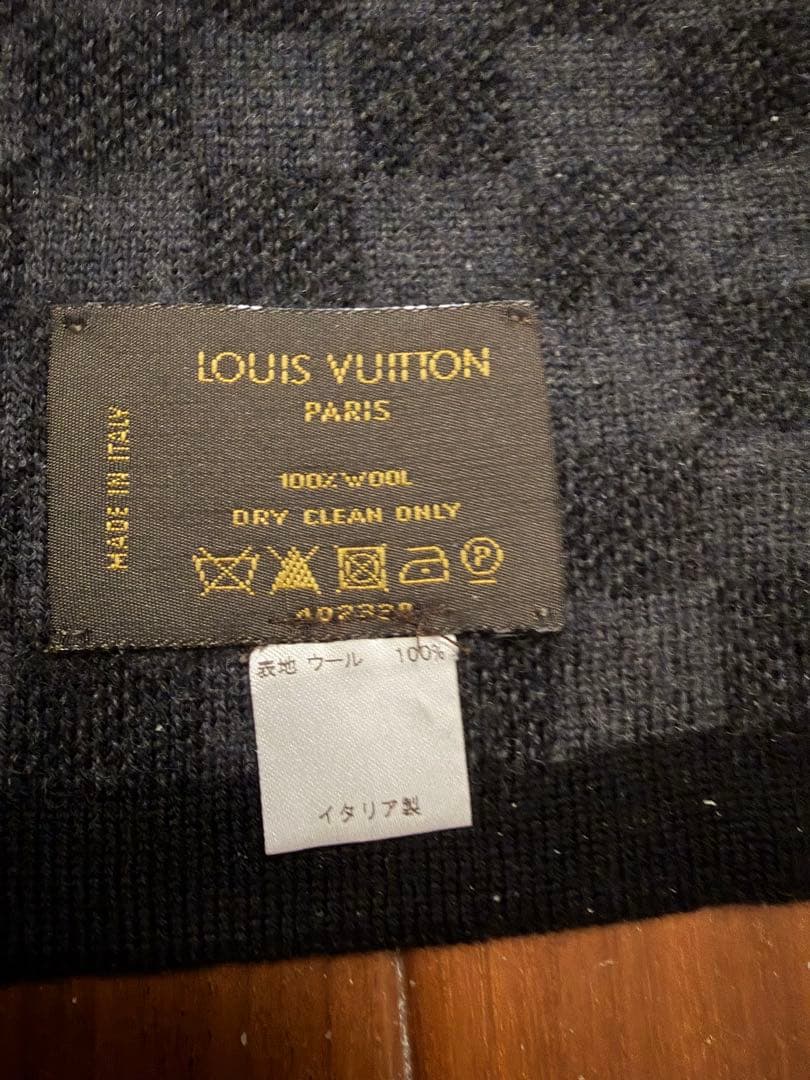 LOUIS VUITTON
PARIS
MADE IN ITALY
100% WOOL
DRY CLEAN ONLY
P
表地 ウール 100%
イタリア製